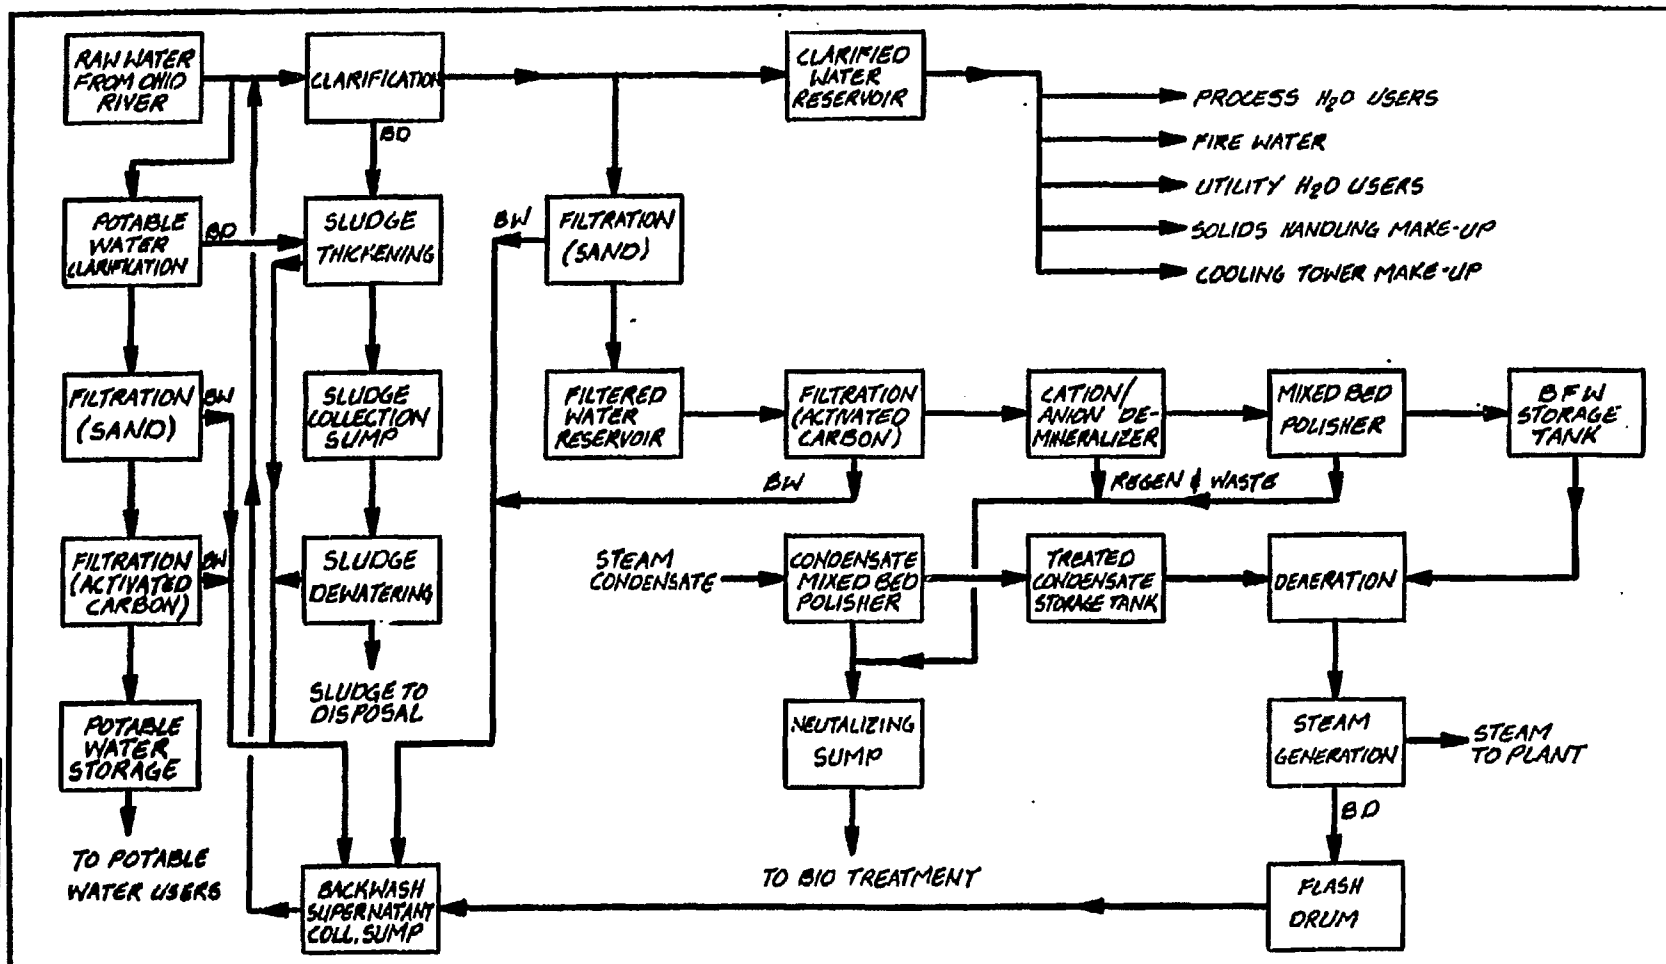 RAW WATER
FROM OHIO
RIVER
CLARIFICATION
CLARIFIED
WATER
RESERVOIR
PROCESS H₂O USERS
FIRE WATER
UTILITY H₂O USERS
SOLIDS HANDLING MAKE-UP
COOLING TOWER MAKE-UP
BD
POTABLE
WATER
CLARIFICATION
BD
SLUDGE
THICKENING
BW
FILTRATION
(SAND)
FILTRATION
(SAND)
BW
SLUDGE
COLLECTION
SUMP
FILTERED
WATER
RESERVOIR
FILTRATION
(ACTIVATED
CARBON)
CATION/
ANION DE-
MINERALIZER
MIXED BED
POLISHER
BFW
STORAGE
TANK
BW
REGEN & WASTE
FILTRATION
(ACTIVATED
CARBON)
BW
SLUDGE
DEWATERING
STEAM
CONDENSATE
CONDENSATE
MIXED BED
POLISHER
TREATED
CONDENSATE
STORAGE TANK
DEAERATION
SLUDGE TO
DISPOSAL
POTABLE
WATER
STORAGE
NEUTALIZING
SUMP
STEAM
GENERATION
STEAM
TO PLANT
BD
TO POTABLE
WATER USERS
BACKWASH
SUPERNATANT
COLL. SUMP
TO BIO TREATMENT
FLASH
DRUM